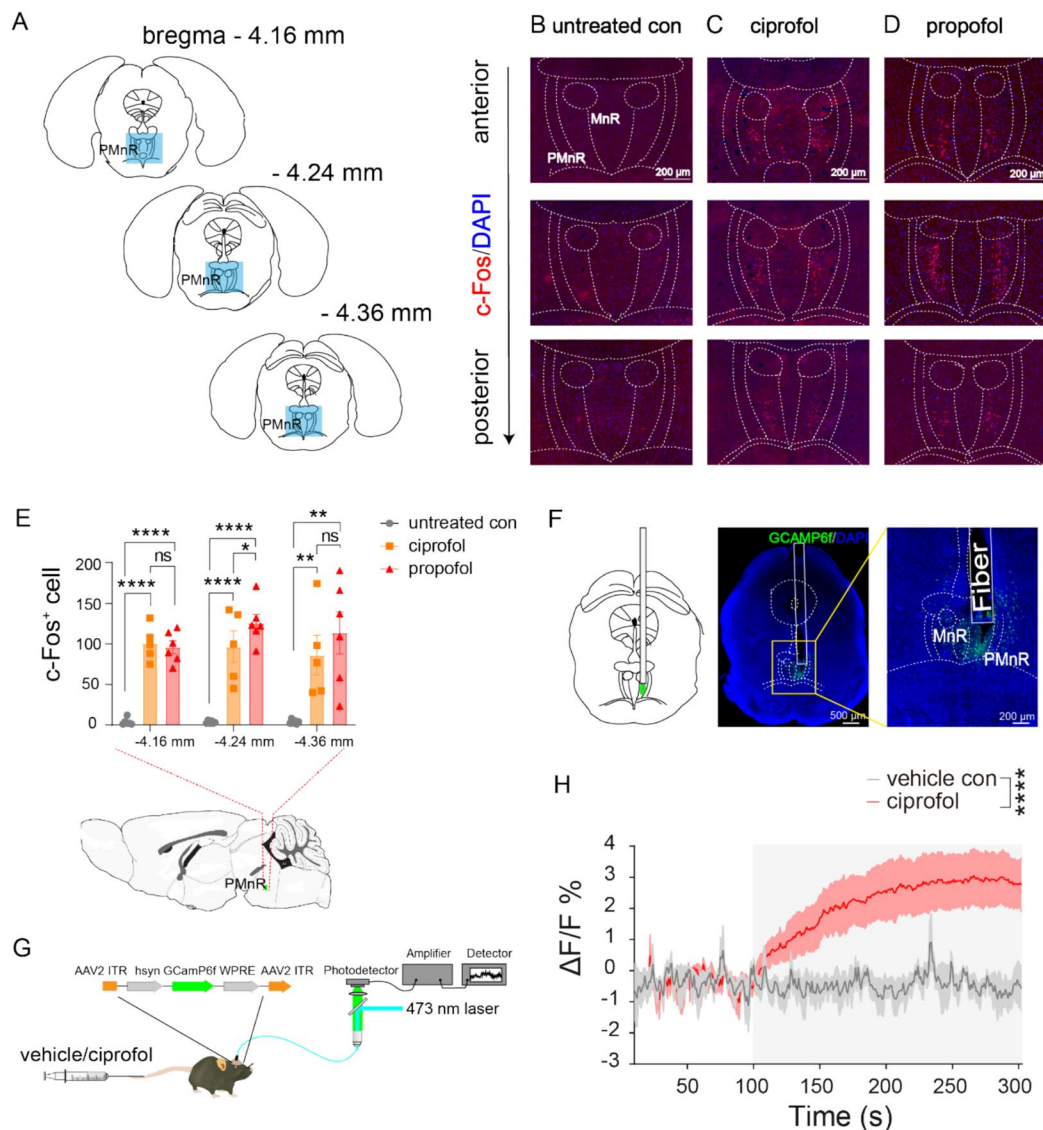 A
bregma - 4.16 mm
PMnR
- 4.24 mm
PMnR
- 4.36 mm
PMnR
B untreated con
C ciprofol
D propofol
anterior
c-Fos/DAPI
posterior
MnR
PMnR
200 µm
200 µm
200 µm
E
untreated con
ciprofol
propofol
**** **** **
ns * ns
**** **** **
c-Fos⁺ cell
200
150
100
50
0
-4.16 mm -4.24 mm -4.36 mm
PMnR
F
GCAMP6f/DAPI
500 µm
Fiber
MnR
PMnR
200 µm
G
AAV2 ITR hsyn GCamP6f WPRE AAV2 ITR
Photodetector
Amplifier
Detector
473 nm laser
vehicle/ciprofol
H
vehicle con
ciprofol
****
ΔF/F %
4
3
2
1
0
-1
-1
-2
-3
50 100 150 200 250 300
Time (s)